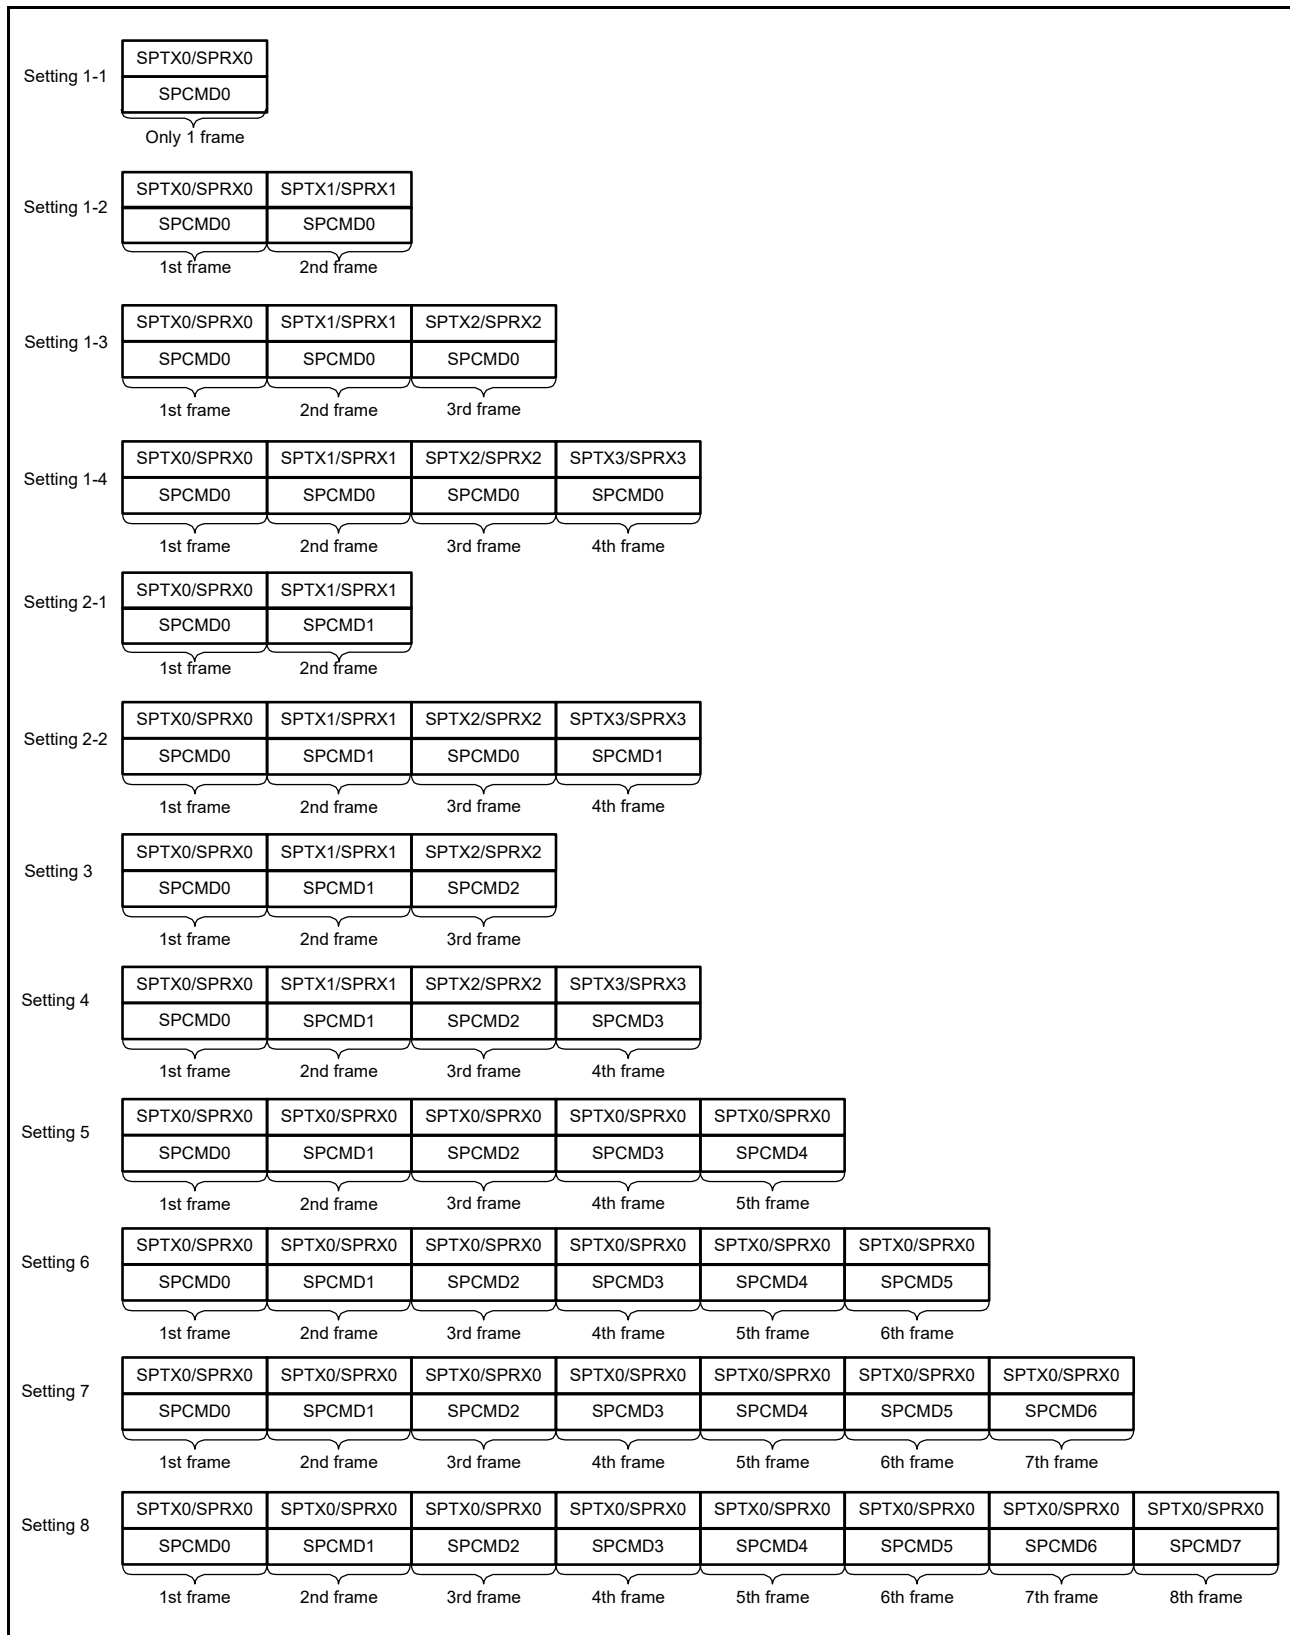 SPTX0/SPRX0
Setting 1-1
SPCMD0
Only 1 frame
SPTX0/SPRX0 SPTX1/SPRX1
Setting 1-2
SPCMD0 SPCMD0
1st frame 2nd frame
SPTX0/SPRX0 SPTX1/SPRX1 SPTX2/SPRX2
Setting 1-3
SPCMD0 SPCMD0 SPCMD0
1st frame 2nd frame 3rd frame
SPTX0/SPRX0 SPTX1/SPRX1 SPTX2/SPRX2 SPTX3/SPRX3
Setting 1-4
SPCMD0 SPCMD0 SPCMD0 SPCMD0
1st frame 2nd frame 3rd frame 4th frame
SPTX0/SPRX0 SPTX1/SPRX1
Setting 2-1
SPCMD0 SPCMD1
1st frame 2nd frame
SPTX0/SPRX0 SPTX1/SPRX1 SPTX2/SPRX2 SPTX3/SPRX3
Setting 2-2
SPCMD0 SPCMD1 SPCMD0 SPCMD1
1st frame 2nd frame 3rd frame 4th frame
SPTX0/SPRX0 SPTX1/SPRX1 SPTX2/SPRX2
Setting 3
SPCMD0 SPCMD1 SPCMD2
1st frame 2nd frame 3rd frame
SPTX0/SPRX0 SPTX1/SPRX1 SPTX2/SPRX2 SPTX3/SPRX3
Setting 4
SPCMD0 SPCMD1 SPCMD2 SPCMD3
1st frame 2nd frame 3rd frame 4th frame
SPTX0/SPRX0 SPTX0/SPRX0 SPTX0/SPRX0 SPTX0/SPRX0 SPTX0/SPRX0
Setting 5
SPCMD0 SPCMD1 SPCMD2 SPCMD3 SPCMD4
1st frame 2nd frame 3rd frame 4th frame 5th frame
SPTX0/SPRX0 SPTX0/SPRX0 SPTX0/SPRX0 SPTX0/SPRX0 SPTX0/SPRX0 SPTX0/SPRX0
Setting 6
SPCMD0 SPCMD1 SPCMD2 SPCMD3 SPCMD4 SPCMD5
1st frame 2nd frame 3rd frame 4th frame 5th frame 6th frame
SPTX0/SPRX0 SPTX0/SPRX0 SPTX0/SPRX0 SPTX0/SPRX0 SPTX0/SPRX0 SPTX0/SPRX0 SPTX0/SPRX0
Setting 7
SPCMD0 SPCMD1 SPCMD2 SPCMD3 SPCMD4 SPCMD5 SPCMD6
1st frame 2nd frame 3rd frame 4th frame 5th frame 6th frame 7th frame
SPTX0/SPRX0 SPTX0/SPRX0 SPTX0/SPRX0 SPTX0/SPRX0 SPTX0/SPRX0 SPTX0/SPRX0 SPTX0/SPRX0 SPTX0/SPRX0
Setting 8
SPCMD0 SPCMD1 SPCMD2 SPCMD3 SPCMD4 SPCMD5 SPCMD6 SPCMD7
1st frame 2nd frame 3rd frame 4th frame 5th frame 6th frame 7th frame 8th frame